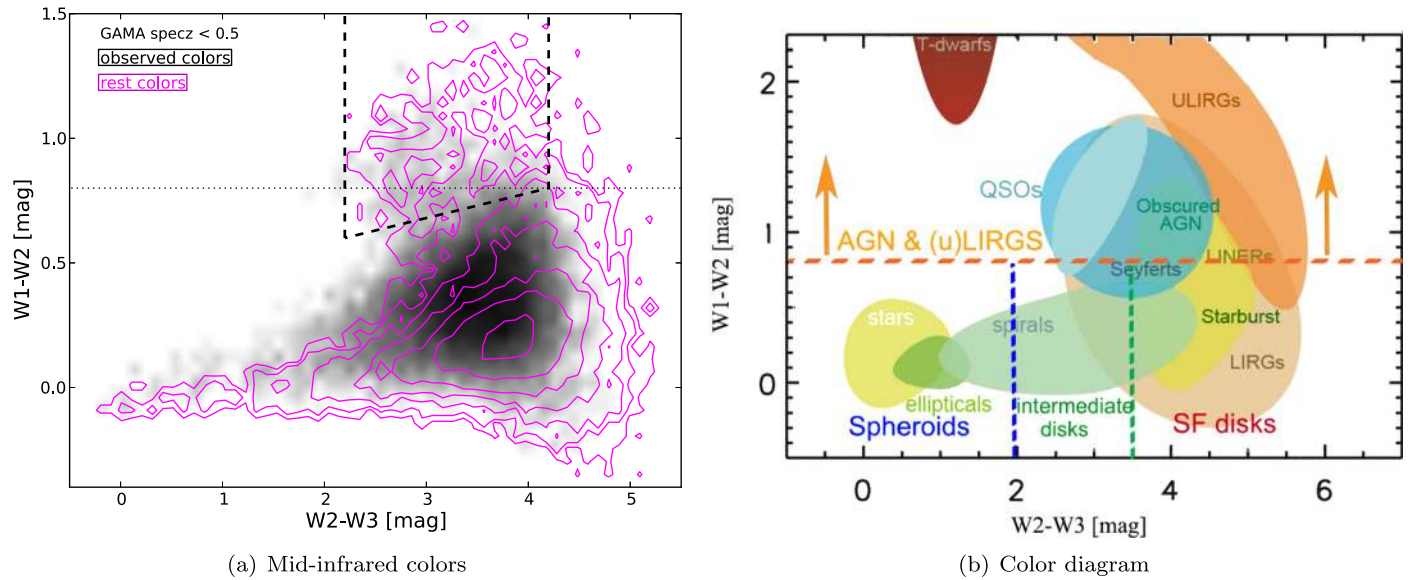 1.5
1.0
0.5
0.0
W1-W2 [mag]
GAMA specz < 0.5
observed colors
rest colors
0 1 2 3 4 5
W2-W3 [mag]
(a) Mid-infrared colors
2
1
0
W1-W2 [mag]
T-dwarfs
ULIRGs
QSOs
Obscured
AGN
AGN & (u)LIRGS
LINERs
Seyferts
stars
spirals
Starburst
LIRGs
ellipticals
intermediate
disks
Spheroids
SF disks
0 2 4 6
W2-W3 [mag]
(b) Color diagram